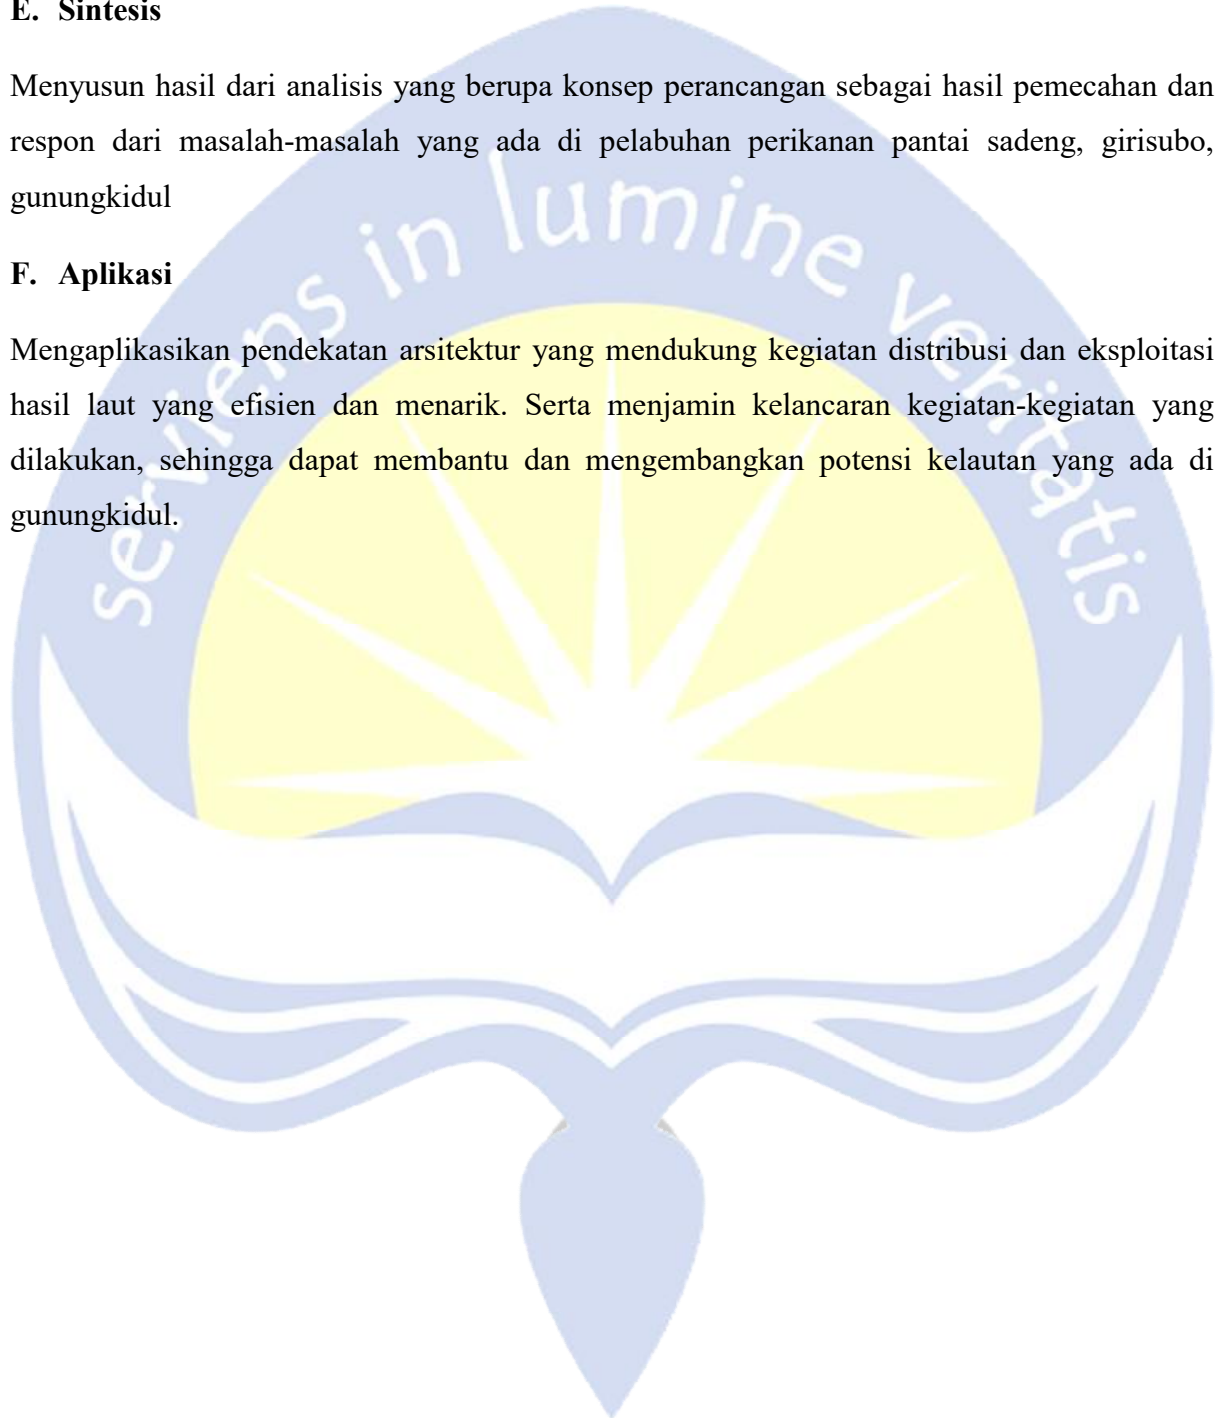 E. Sintesis
Menyusun hasil dari analisis yang berupa konsep perancangan sebagai hasil pemecahan dan
respon dari masalah-masalah yang ada di pelabuhan perikanan pantai sadeng, girisubo,
gunungkidul
F. Aplikasi
Mengaplikasikan pendekatan arsitektur yang mendukung kegiatan distribusi dan eksploitasi
hasil laut yang efisien dan menarik. Serta menjamin kelancaran kegiatan-kegiatan yang
dilakukan, sehingga dapat membantu dan mengembangkan potensi kelautan yang ada di
gunungkidul.
serviens in lumine veritatis